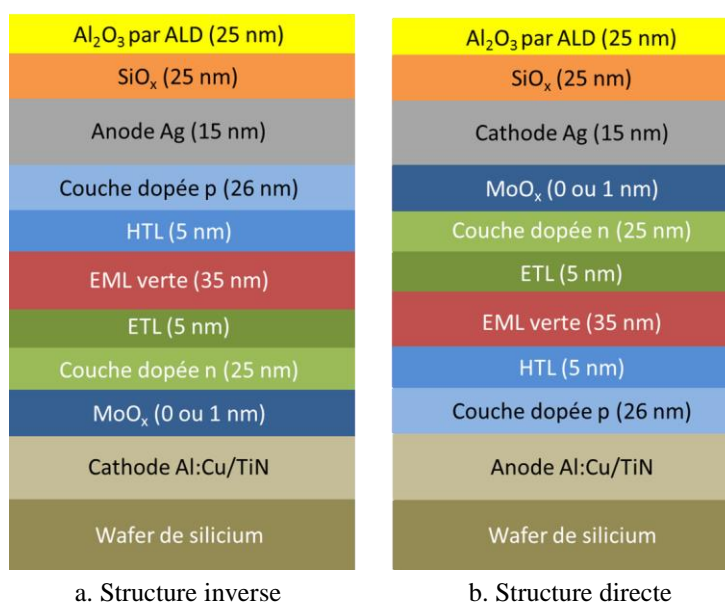 Al₂O₃ par ALD (25 nm)
SiOₓ (25 nm)
Anode Ag (15 nm)
Couche dopée p (26 nm)
HTL (5 nm)
EML verte (35 nm)
ETL (5 nm)
Couche dopée n (25 nm)
MoOₓ (0 ou 1 nm)
Cathode Al:Cu/TiN
Wafer de silicium
a. Structure inverse
Al₂O₃ par ALD (25 nm)
SiOₓ (25 nm)
Cathode Ag (15 nm)
MoOₓ (0 ou 1 nm)
Couche dopée n (25 nm)
ETL (5 nm)
EML verte (35 nm)
HTL (5 nm)
Couche dopée p (26 nm)
Anode Al:Cu/TiN
Wafer de silicium
b. Structure directe